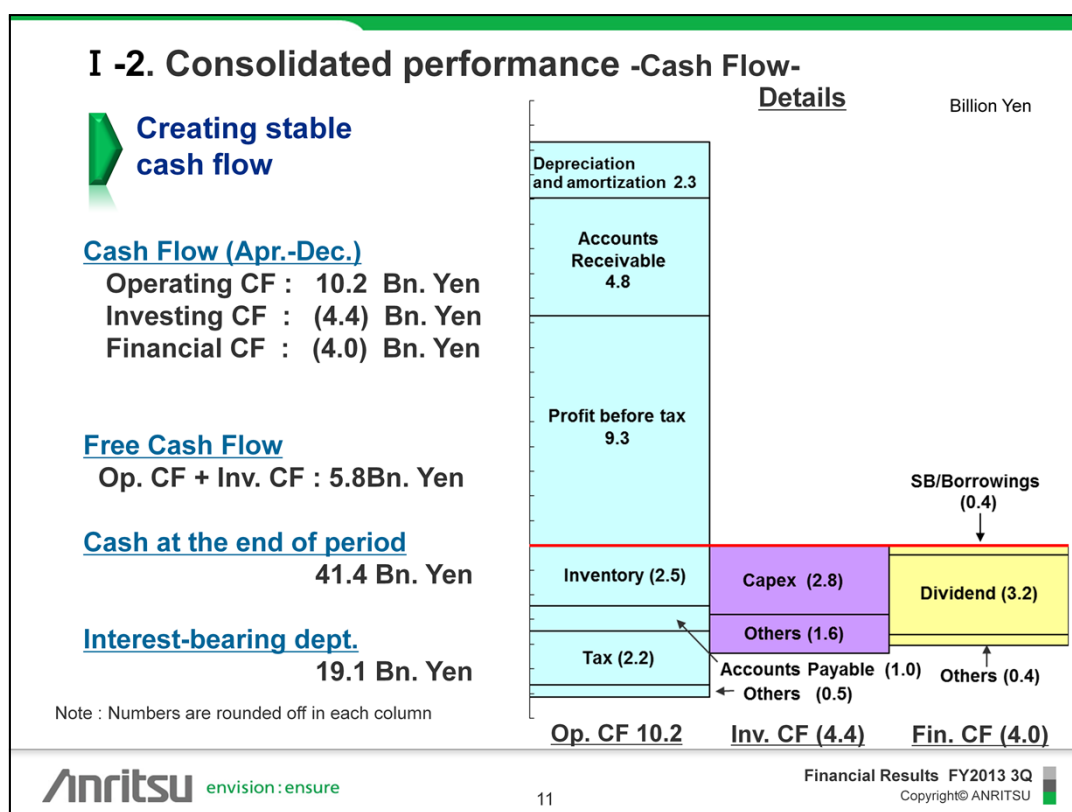 Ⅰ-2. Consolidated performance -Cash Flow-
Details
Billion Yen
Creating stable
cash flow
Cash Flow (Apr.-Dec.)
Operating CF : 10.2 Bn. Yen
Investing CF : (4.4) Bn. Yen
Financial CF : (4.0) Bn. Yen
Free Cash Flow
Op. CF + Inv. CF : 5.8Bn. Yen
Cash at the end of period
41.4 Bn. Yen
Interest-bearing dept.
19.1 Bn. Yen
Note : Numbers are rounded off in each column
Depreciation
and amortization 2.3
Accounts
Receivable
4.8
Profit before tax
9.3
Inventory (2.5)
Tax (2.2)
Accounts Payable (1.0)
Others (0.5)
Capex (2.8)
Others (1.6)
SB/Borrowings
(0.4)
Dividend (3.2)
Others (0.4)
Op. CF 10.2
Inv. CF (4.4)
Fin. CF (4.0)
Anritsu envision : ensure
11
Financial Results FY2013 3Q
Copyright© ANRITSU